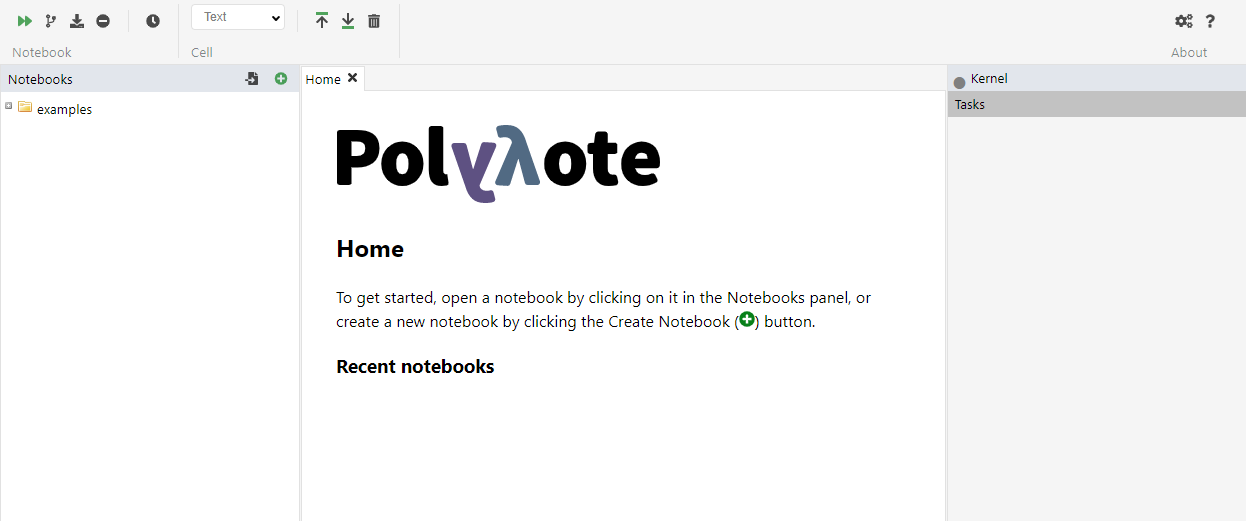 Text
Notebook
Cell
About
Notebooks
Home
Kernel
Tasks
examples
Polyλote
Home
To get started, open a notebook by clicking on it in the Notebooks panel, or
create a new notebook by clicking the Create Notebook ( ) button.
Recent notebooks